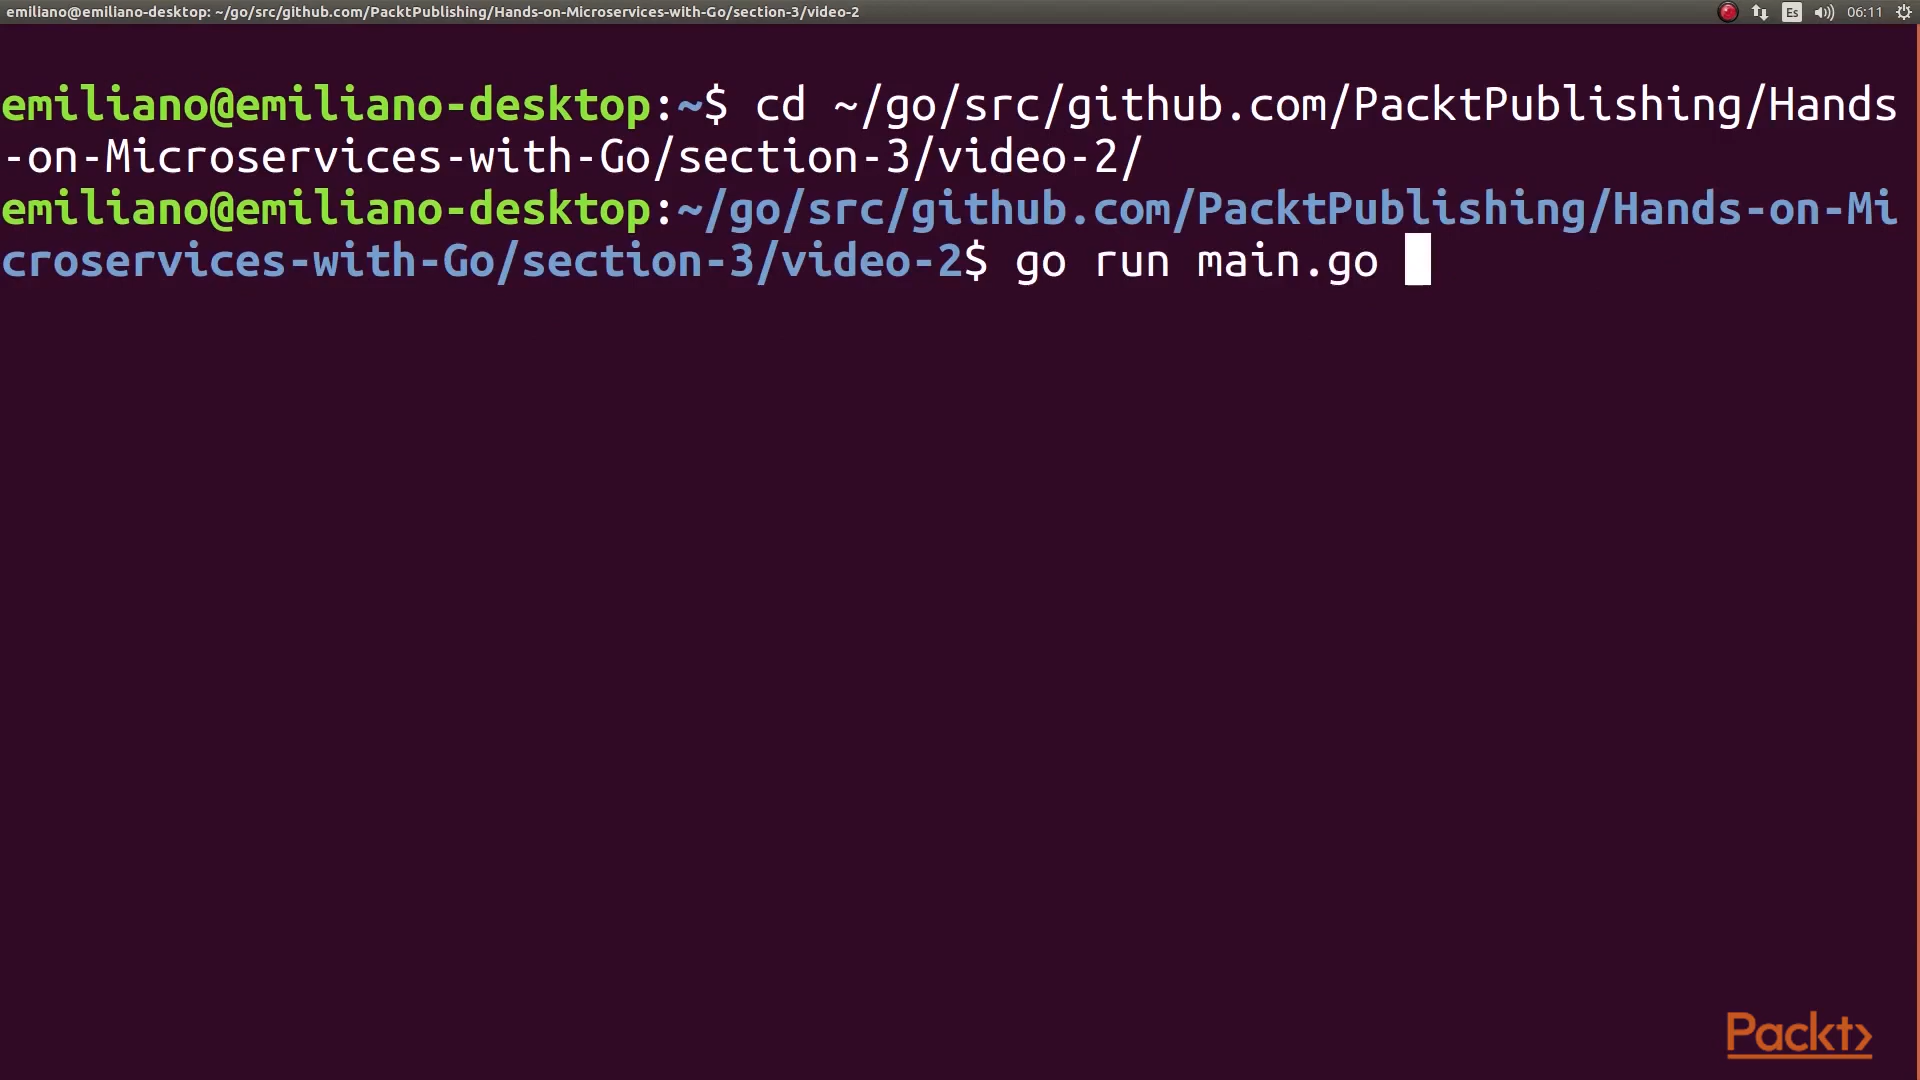 emiliano@emiliano-desktop: ~/go/src/github.com/PacktPublishing/Hands-on-Microservices-with-Go/section-3/video-2
Es
06:11
emiliano@emiliano-desktop:~$ cd ~/go/src/github.com/PacktPublishing/Hands
-on-Microservices-with-Go/section-3/video-2/
emiliano@emiliano-desktop:~/go/src/github.com/PacktPublishing/Hands-on-Mi
croservices-with-Go/section-3/video-2$ go run main.go
Packt>